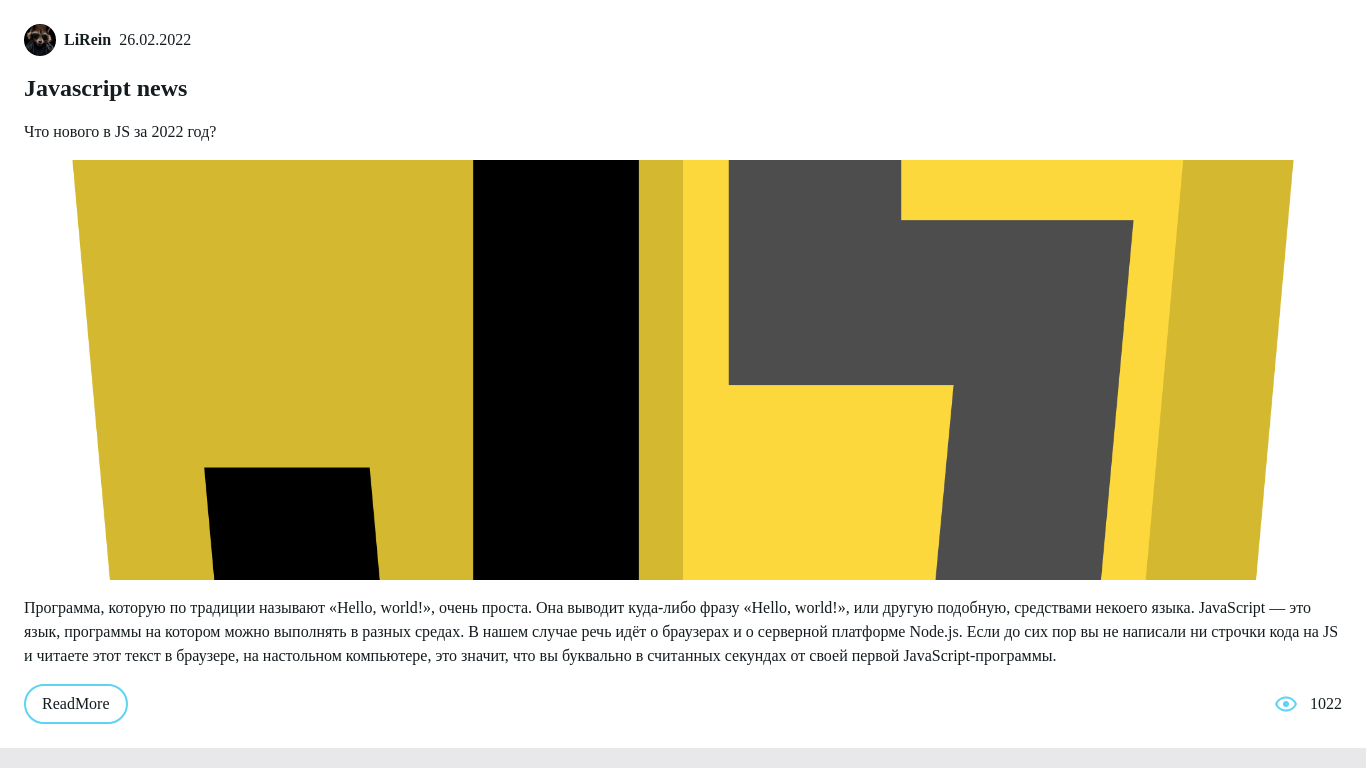 LiRein 26.02.2022
Javascript news
Что нового в JS за 2022 год?
Программа, которую по традиции называют «Hello, world!», очень проста. Она выводит куда-либо фразу «Hello, world!», или другую подобную, средствами некоего языка. JavaScript — это
язык, программы на котором можно выполнять в разных средах. В нашем случае речь идёт о браузерах и о серверной платформе Node.js. Если до сих пор вы не написали ни строчки кода на JS
и читаете этот текст в браузере, на настольном компьютере, это значит, что вы буквально в считанных секундах от своей первой JavaScript-программы.
ReadMore 1022